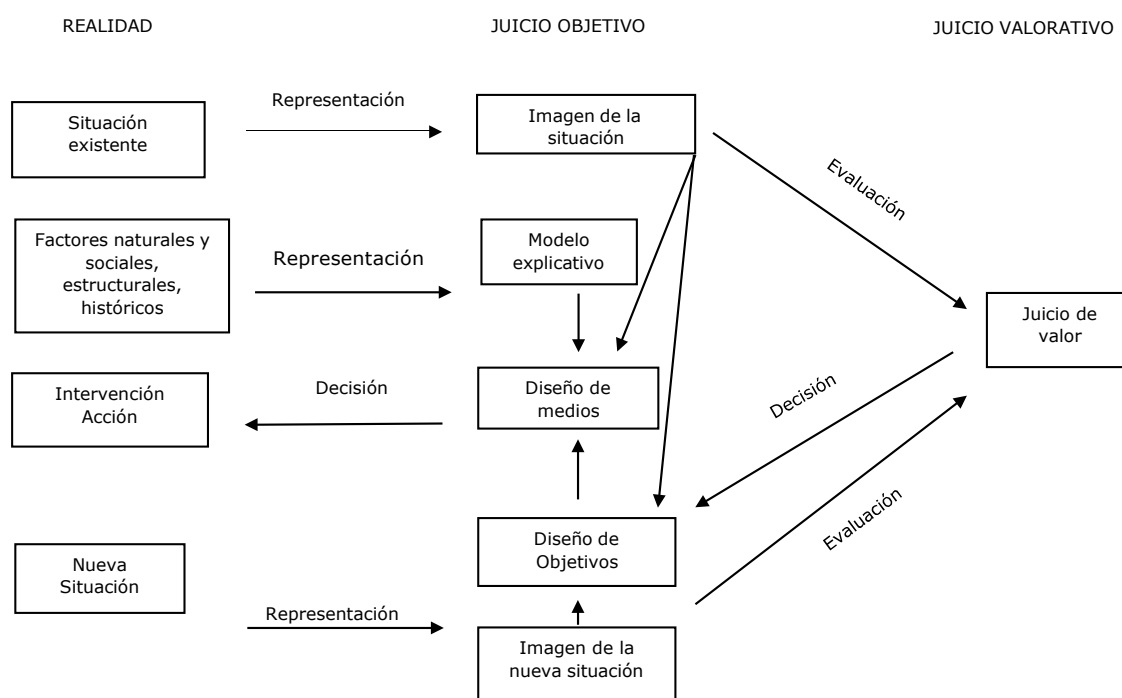 REALIDAD
JUICIO OBJETIVO
JUICIO VALORATIVO
Situación
existente
Representación
Imagen de la
situación
Evaluación
Factores naturales y
sociales,
estructurales,
históricos
Representación
Modelo
explicativo
Juicio de
valor
Intervención
Acción
Decisión
Diseño de
medios
Decisión
Evaluación
Diseño de
Objetivos
Nueva
Situación
Representación
Imagen de la
nueva situación